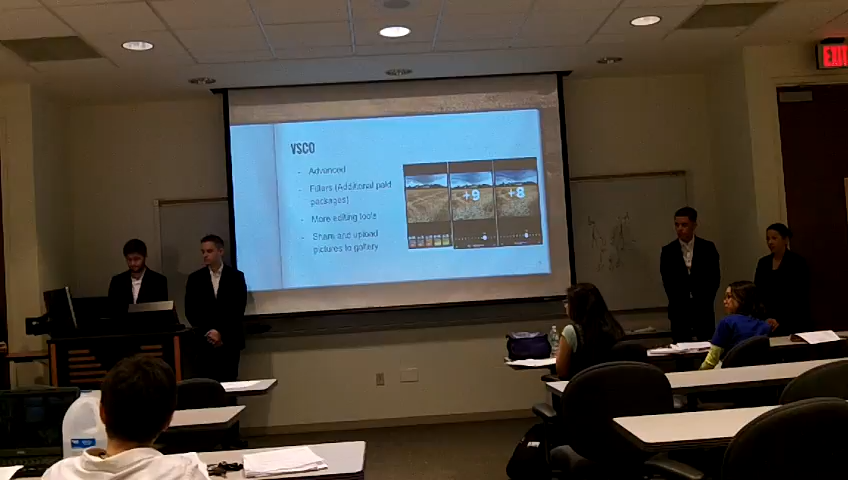 EXIT
VSCO
- Advanced
- Filters (Additional paid
packages)
- More editing tools
- Share and upload
pictures to gallery
+9
+8